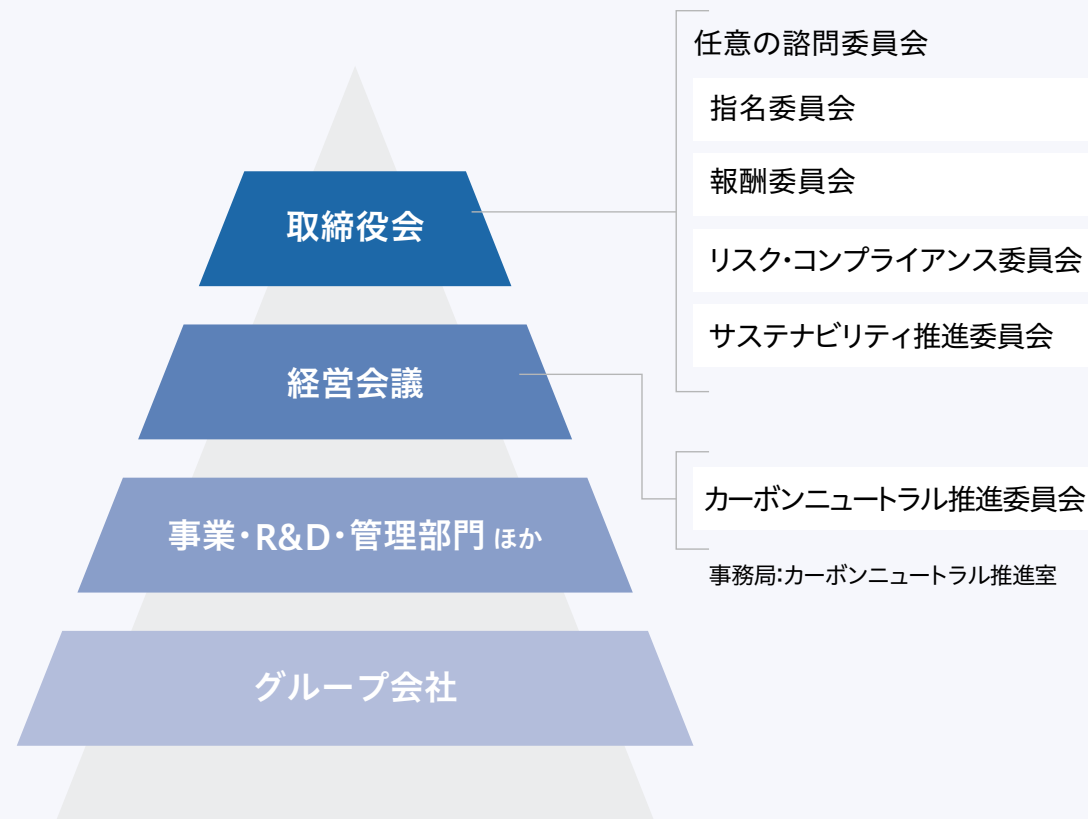 取締役会
経営会議
事業・R&D・管理部門 ほか
グループ会社
任意の諮問委員会
指名委員会
報酬委員会
リスク・コンプライアンス委員会
サステナビリティ推進委員会
カーボンニュートラル推進委員会
事務局:カーボンニュートラル推進室